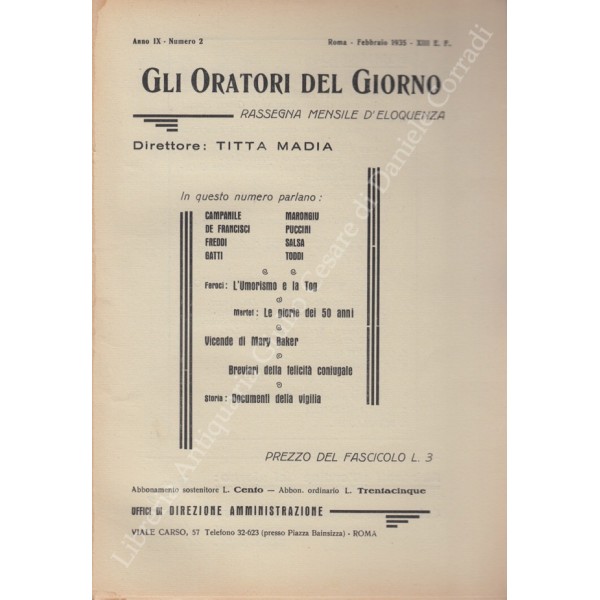 Anno IX - Numero 2
Roma - Febbraio 1935 - XIII E. F.
GLI ORATORI DEL GIORNO
RASSEGNA MENSILE D'ELOQUENZA
Direttore: TITTA MADIA
In questo numero parlano:
CAMPANILE MARONGIU
DE FRANCISCI PUCCINI
FREDDI SALSA
GATTI TODDI
Feroci: L'Umorismo e la Tog
Martel: Le glorie dei 50 anni
Vicende di Mary Baker
Breviari della felicità coniugale
Storia: Documenti della vigilia
PREZZO DEL FASCICOLO L. 3
Abbonamento sostenitore L. Cento — Abbon. ordinario L. Trentacinque
UFFICI DI DIREZIONE AMMINISTRAZIONE
VIALE CARSO, 57 Telefono 32-623 (presso Piazza Bainsizza) - ROMA
Libreria Antiquaria Giulio Cesare di Daniele Corradi